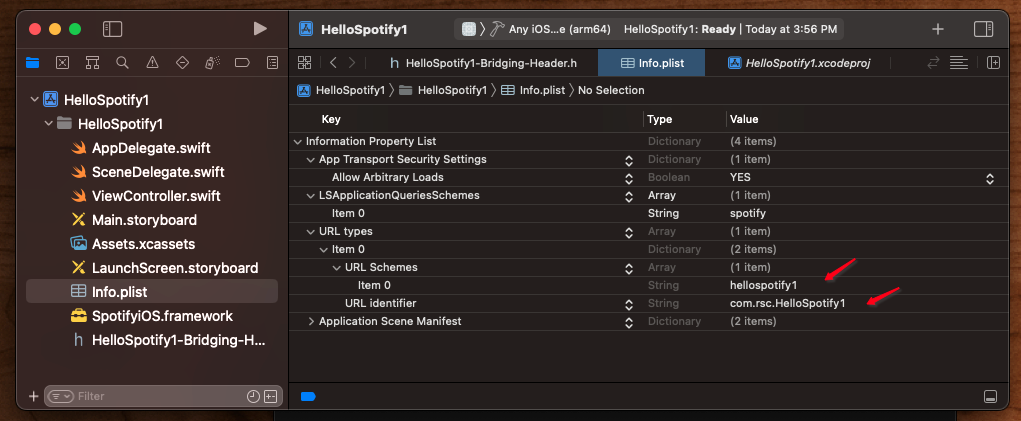 HelloSpotify1
Any iOS...e (arm64)
HelloSpotify1: Ready | Today at 3:56 PM
h HelloSpotify1-Bridging-Header.h
Info.plist
HelloSpotify1.xcodeproj
HelloSpotify1 〉 HelloSpotify1 〉 Info.plist 〉 No Selection
HelloSpotify1
HelloSpotify1
AppDelegate.swift
SceneDelegate.swift
ViewController.swift
Main.storyboard
Assets.xcassets
LaunchScreen.storyboard
Info.plist
SpotifyiOS.framework
h HelloSpotify1-Bridging-H...
Filter
Key Type Value
Information Property List Dictionary (4 items)
App Transport Security Settings Dictionary (1 item)
Allow Arbitrary Loads Boolean YES
LSApplicationQueriesSchemes Array (1 item)
Item 0 String spotify
URL types Array (1 item)
Item 0 Dictionary (2 items)
URL Schemes Array (1 item)
Item 0 String hellospotify1
URL identifier String com.rsc.HelloSpotify1
Application Scene Manifest Dictionary (2 items)